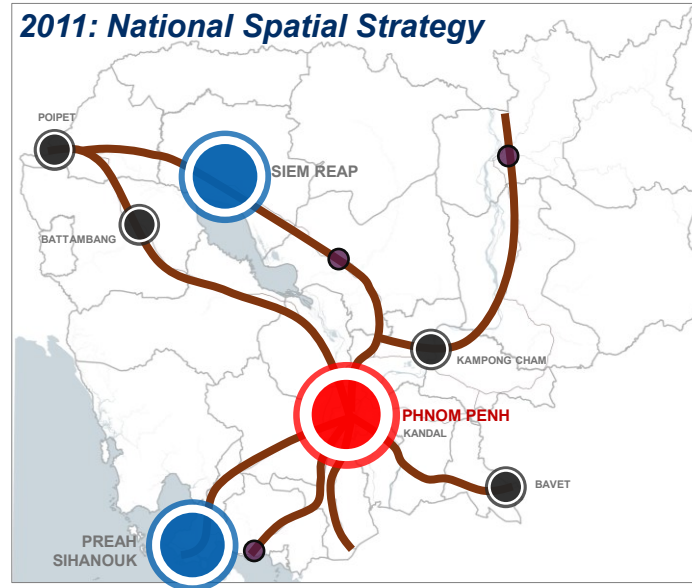 2011: National Spatial Strategy
POIPET
SIEM REAP
BATTAMBANG
KAMPONG CHAM
PHNOM PENH
KANDAL
BAVET
PREAH
SIHANOUK